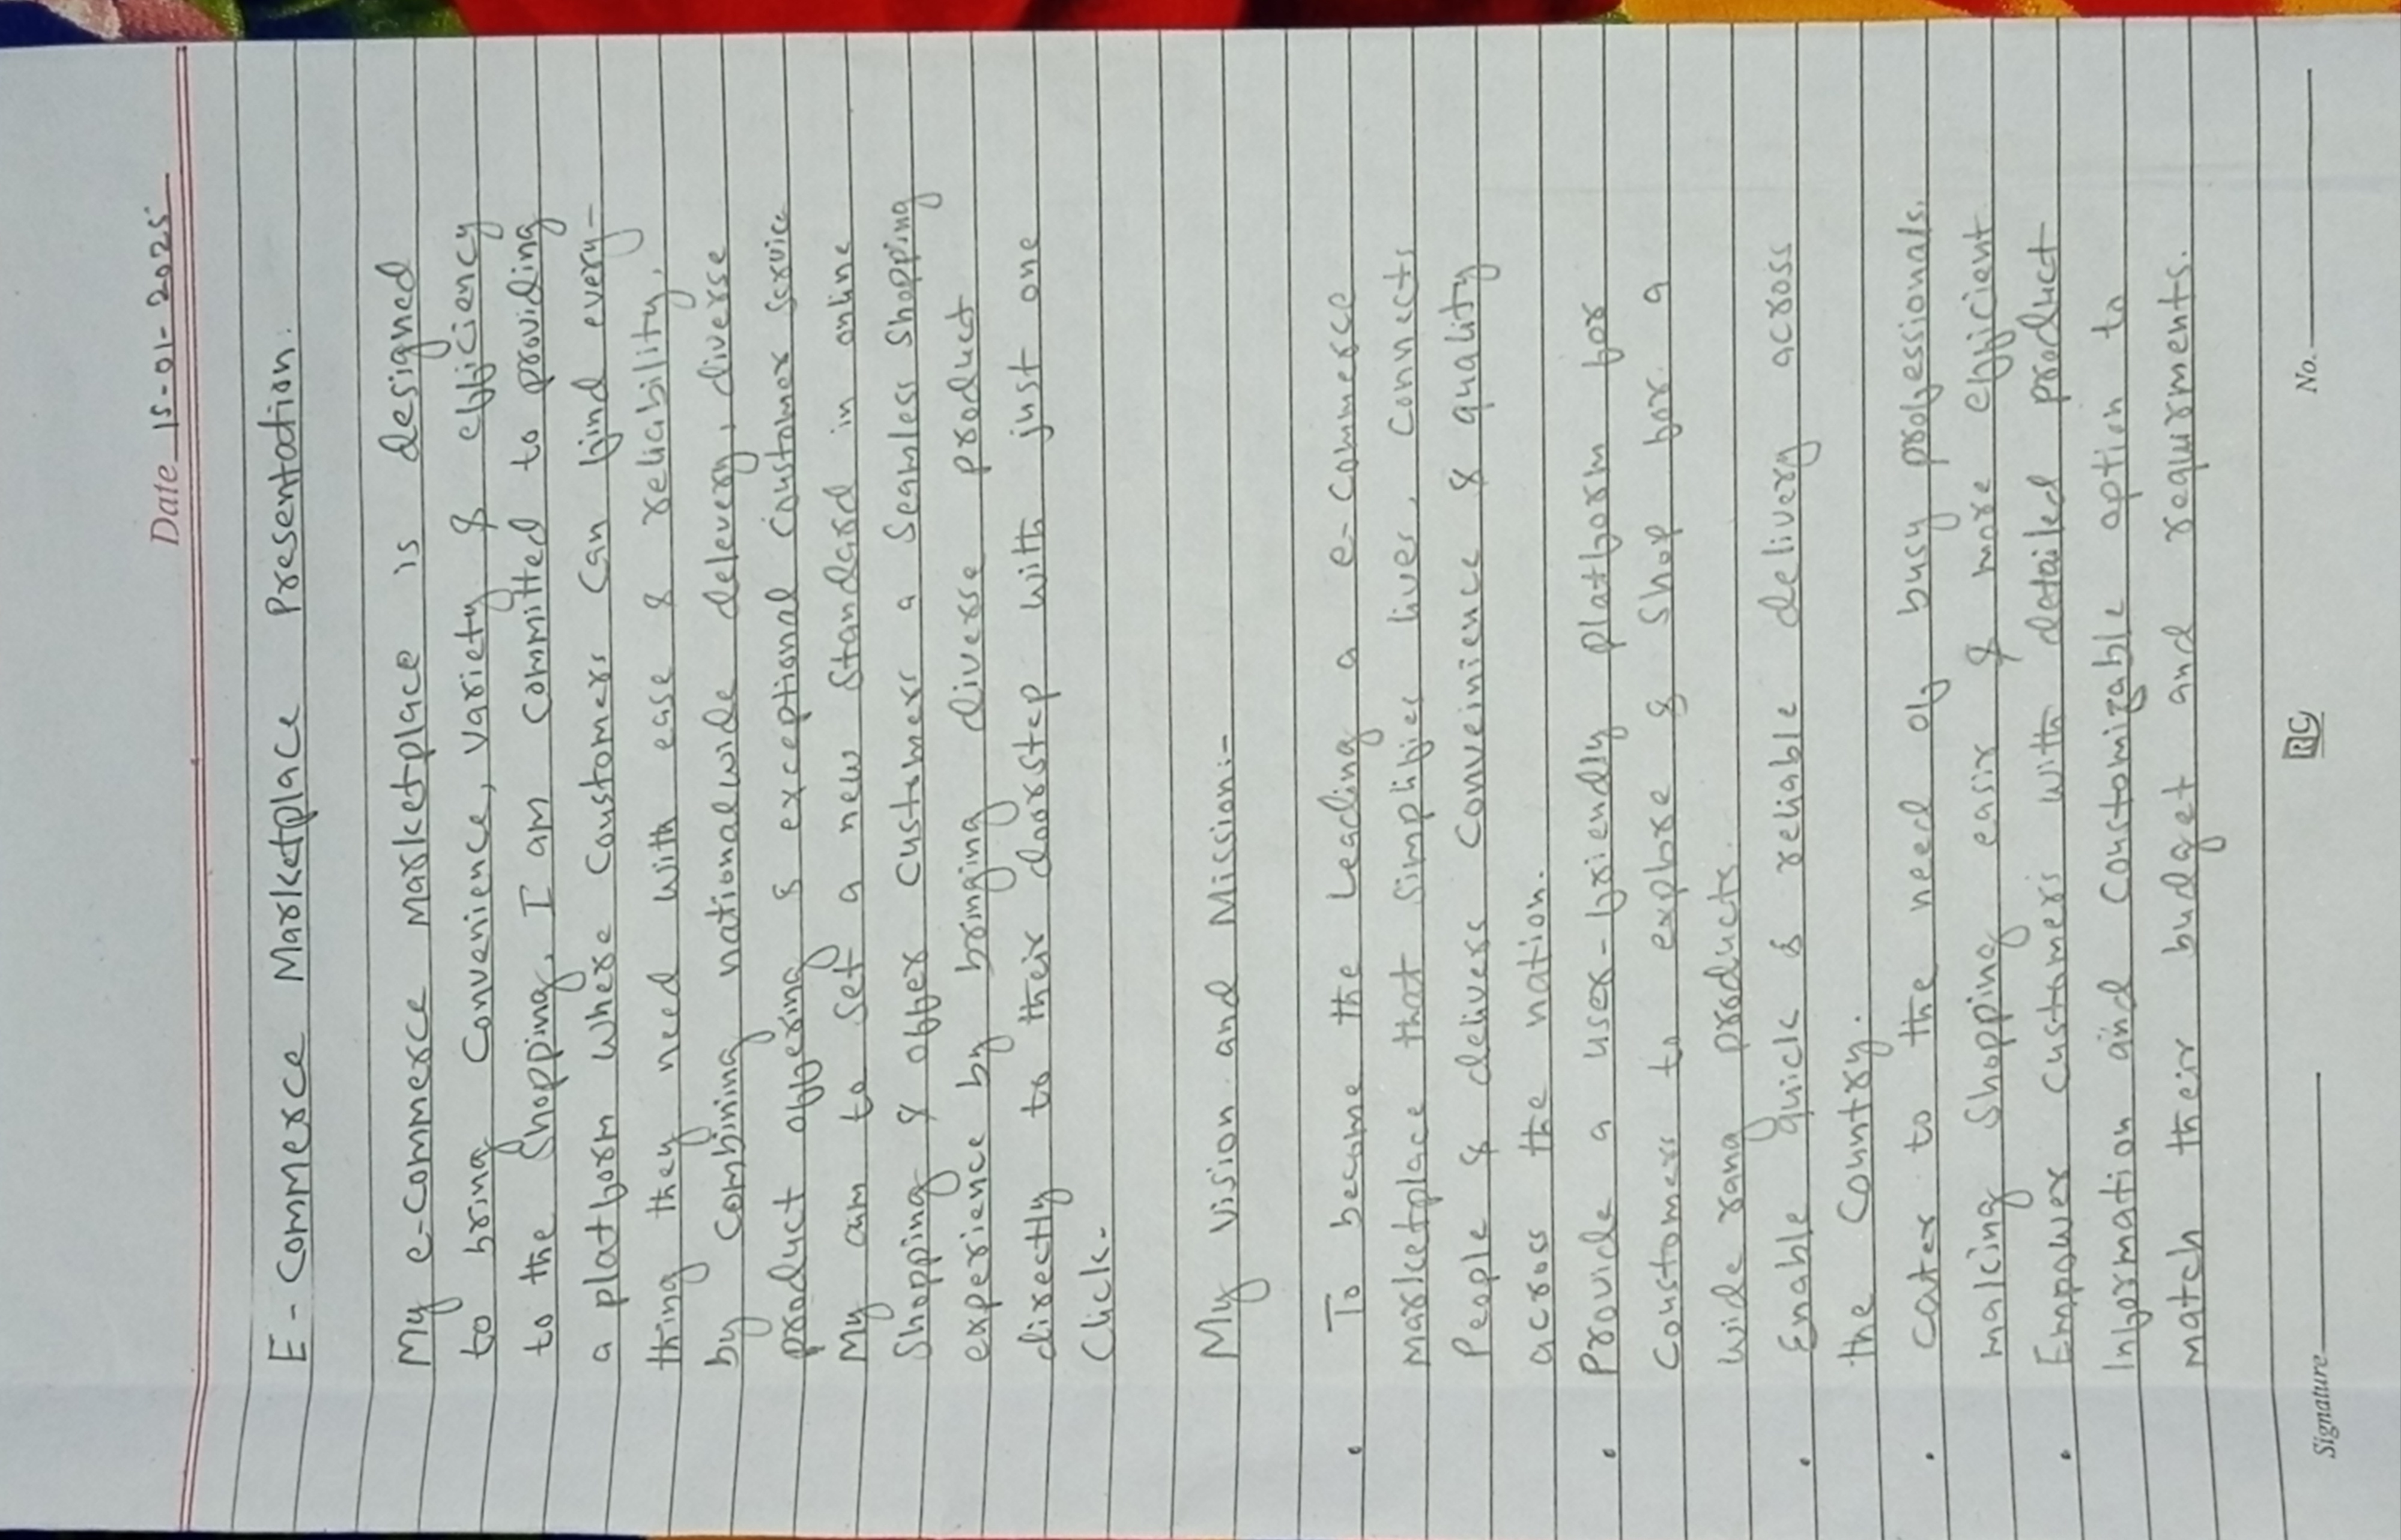 Date 15-01-2025
E-Commerce Marketplace Presentation.
My e-commerce marketplace is designed
to bring Convenience, Variety & efficiency
to the Shopping. I am committed to providing
a platform where Coustomers Can find every-
thing they need with ease & reliability.
by Combining nationalwide delevery, diverse
product offering & exceptional Coustomer Service
My aim to set a new Standard in online
Shopping & offer Customers a Seamless Shopping
experience by bringing diverse product
directly to their doorstep with just one
Click.
My Vision and Mission:-
• To become the Leading a e-Commerce
marketplace that Simplifies lives, Connects
People & delivers Conveinience & quality
across the nation.
• Provide a user-friendly platform for
Coustomers to explore & Shop for a
wide rang products.
• Enable quick & reliable delivery across
the Country.
• Cater to the need of busy professionals.
making Shopping easir & more efficient
• Empower Customers with detailed product
Information and Coustomizable option to
match their budget and requirments.
Signature RC No.